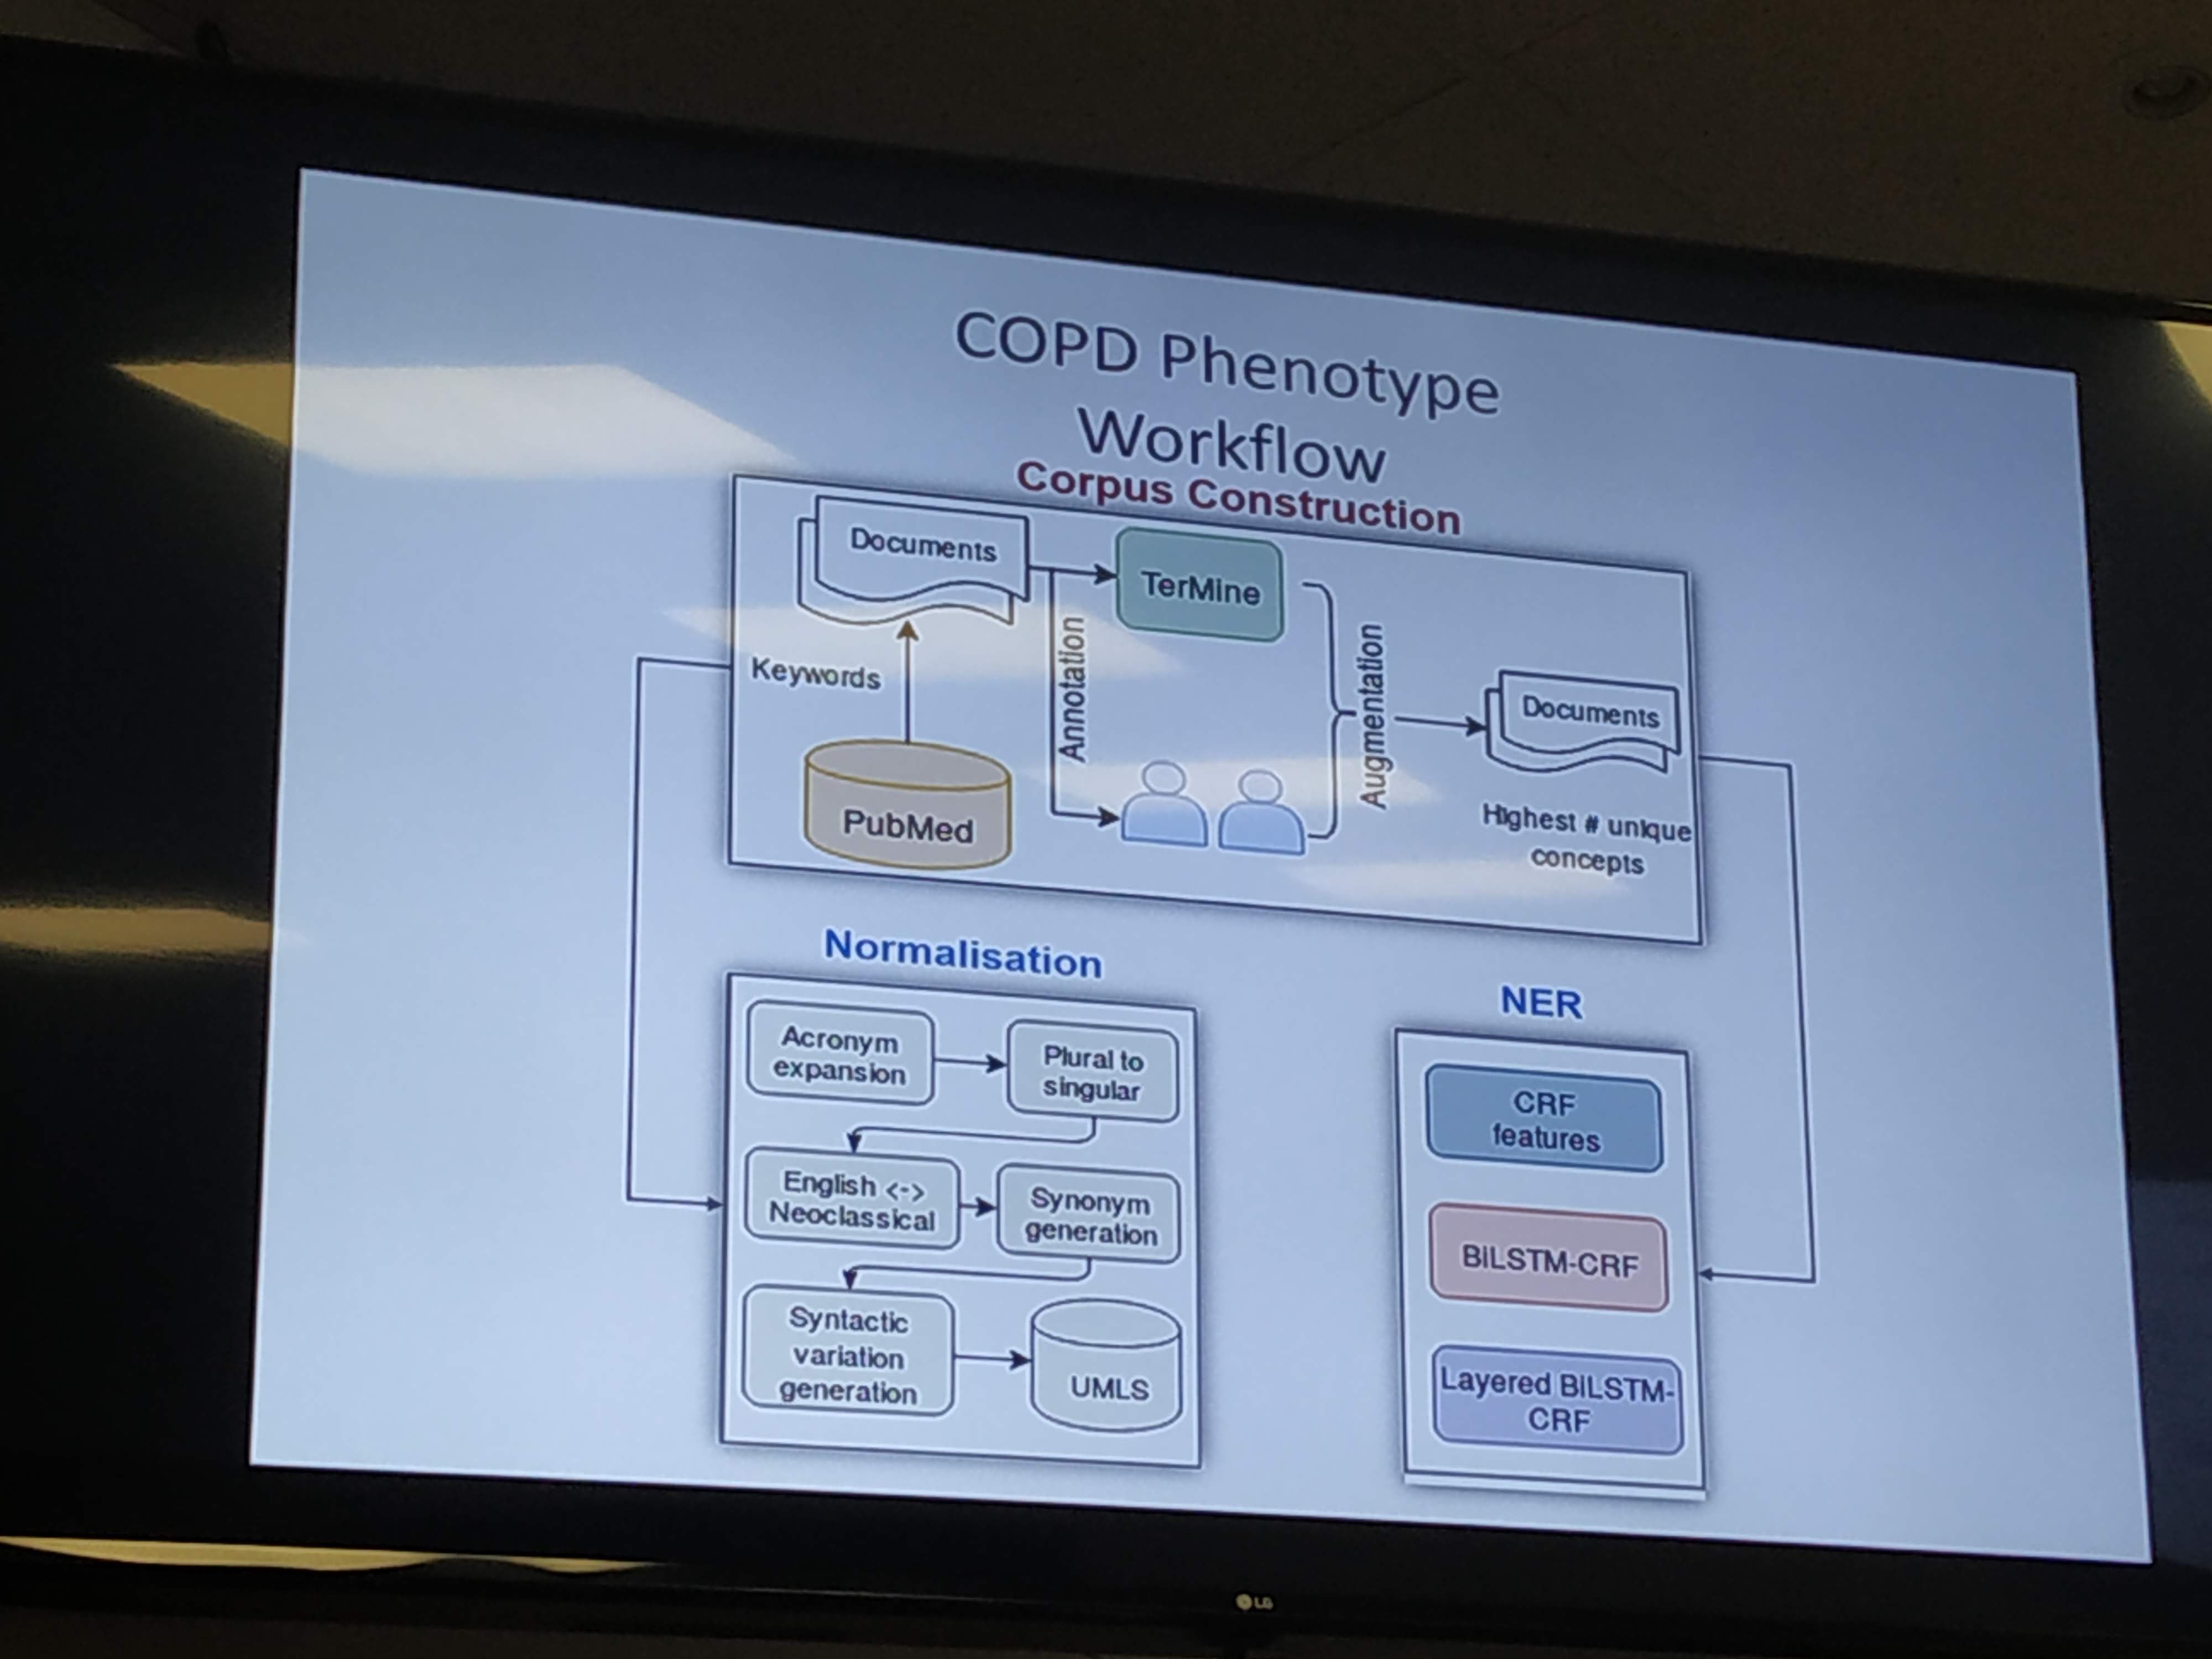 COPD Phenotype
Workflow
Corpus Construction
Documents
TerMine
Keywords
Annotation
Augmentation
Documents
PubMed
Highest # unique
concepts
Normalisation
Acronym
expansion
Plural to
singular
English <->
Neoclassical
Synonym
generation
Syntactic
variation
generation
UMLS
NER
CRF
features
BiLSTM-CRF
Layered BiLSTM-
CRF
LG